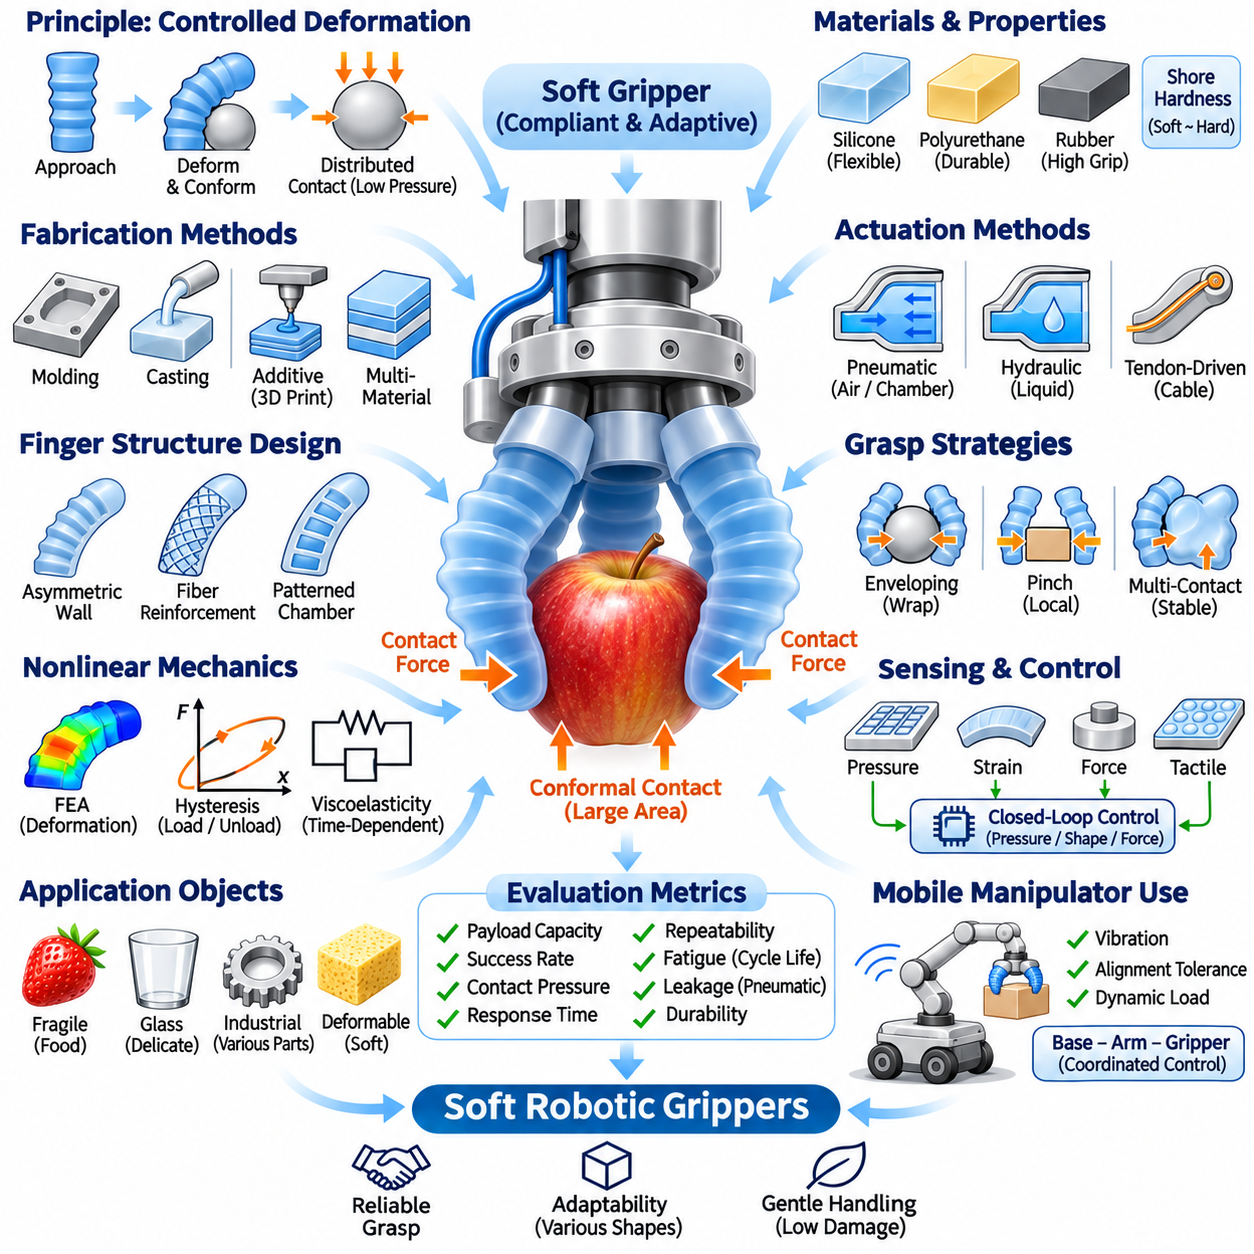 Principle: Controlled Deformation
Approach
Deform
& Conform
Distributed
Contact (Low Pressure)
Soft Gripper
(Compliant & Adaptive)
Materials & Properties
Silicone
(Flexible)
Polyurethane
(Durable)
Rubber
(High Grip)
Shore
Hardness
(Soft ~ Hard)
Fabrication Methods
Molding
Casting
Additive
(3D Print)
Multi-
Material
Actuation Methods
Pneumatic
(Air / Chamber)
Hydraulic
(Liquid)
Tendon-Driven
(Cable)
Finger Structure Design
Asymmetric
Wall
Fiber
Reinforcement
Patterned
Chamber
Grasp Strategies
Enveloping
(Wrap)
Pinch
(Local)
Multi-Contact
(Stable)
Contact
Force
Contact
Force
Conformal Contact
(Large Area)
Nonlinear Mechanics
FEA
(Deformation)
F
x
Hysteresis
(Load / Unload)
Viscoelasticity
(Time-Dependent)
Sensing & Control
Pressure
Strain
Force
Tactile
Closed-Loop Control
(Pressure / Shape / Force)
Application Objects
Fragile
(Food)
Glass
(Delicate)
Industrial
(Various Parts)
Deformable
(Soft)
Evaluation Metrics
Payload Capacity
Success Rate
Contact Pressure
Response Time
Repeatability
Fatigue (Cycle Life)
Leakage (Pneumatic)
Durability
Mobile Manipulator Use
Vibration
Alignment Tolerance
Dynamic Load
Base – Arm – Gripper
(Coordinated Control)
Soft Robotic Grippers
Reliable
Grasp
Adaptability
(Various Shapes)
Gentle Handling
(Low Damage)